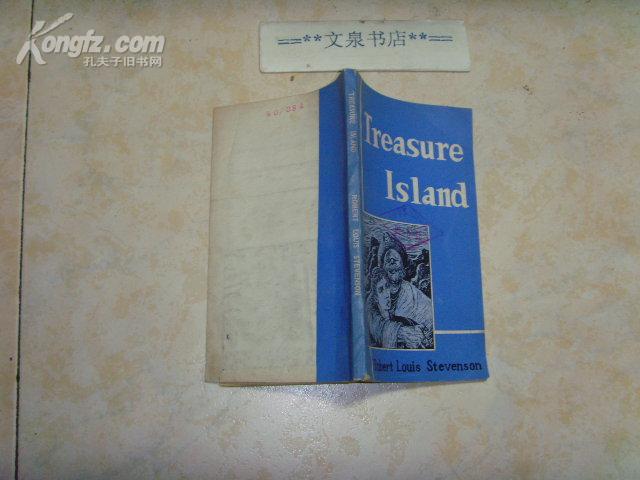 Kongfz.com
孔夫子旧书网
==**文泉书店**==
TREASURE ISLAND
ROBERT LOUIS STEVENSON
Treasure
Island
Robert Louis Stevenson